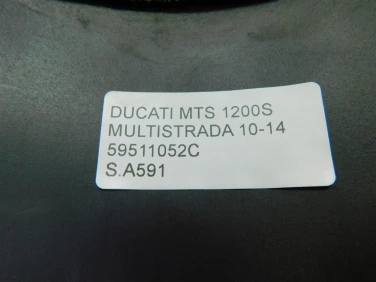 DUCATI MTS 1200S
MULTISTRADA 10-14
59511052C
S.A591